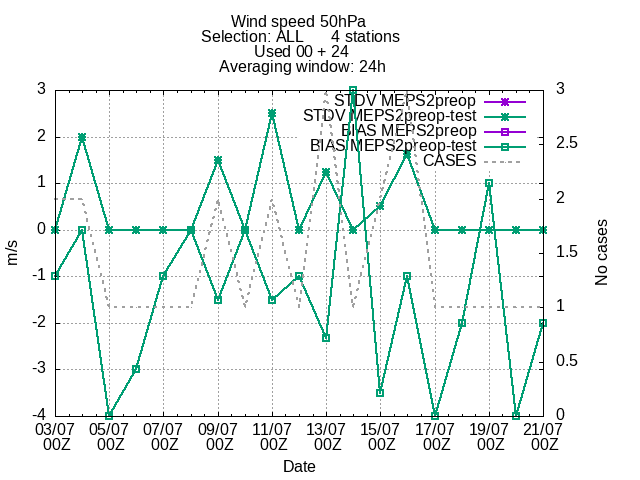 Wind speed 50hPa
Selection: ALL 4 stations
Used 00 + 24
Averaging window: 24h
STDV MEPS2preop
STDV MEPS2preop-test
BIAS MEPS2preop
BIAS MEPS2preop-test
CASES
3
2
1
0
-1
-2
-3
-4
m/s
3
2.5
2
1.5
1
0.5
0
No cases
03/07 05/07 07/07 09/07 11/07 13/07 15/07 17/07 19/07 21/07
00Z 00Z 00Z 00Z 00Z 00Z 00Z 00Z 00Z 00Z
Date